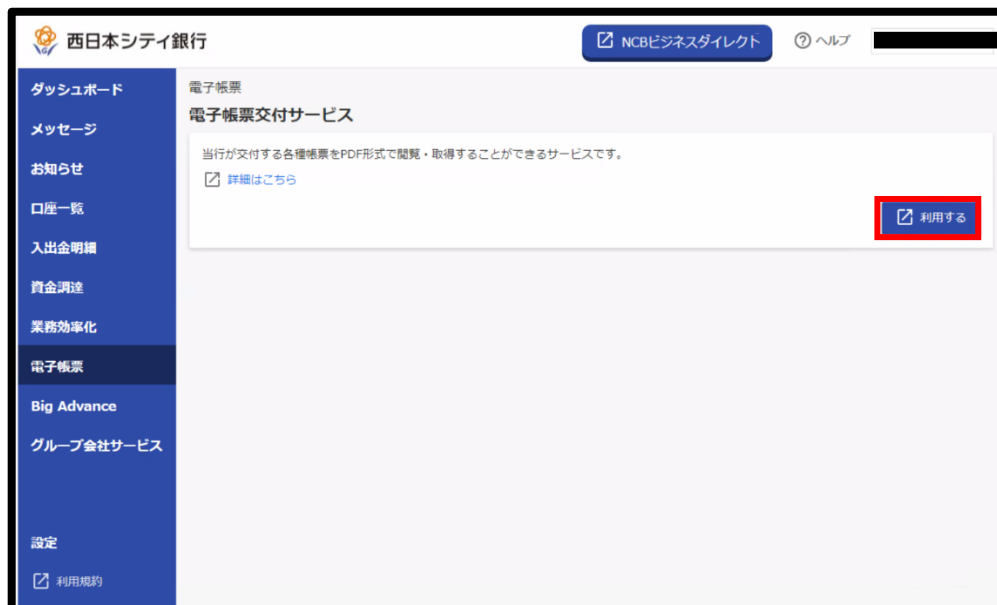 西日本シティ銀行
NCBビジネスダイレクト
ヘルプ
ダッシュボード
メッセージ
お知らせ
口座一覧
入出金明細
資金調達
業務効率化
電子帳票
Big Advance
グループ会社サービス
設定
利用規約
電子帳票
電子帳票交付サービス
当行が交付する各種帳票をPDF形式で閲覧・取得することができるサービスです。
詳細はこちら
利用する